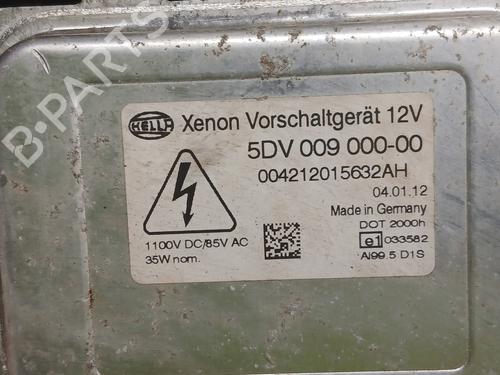 B-PARTS
HELLA Xenon Vorschaltgerät 12V
5DV 009 000-00
004212015632AH
04.01.12
Made in Germany
DOT 2000h
1100V DC/85V AC
e1 033582
35W nom.
Al99.5 D1S